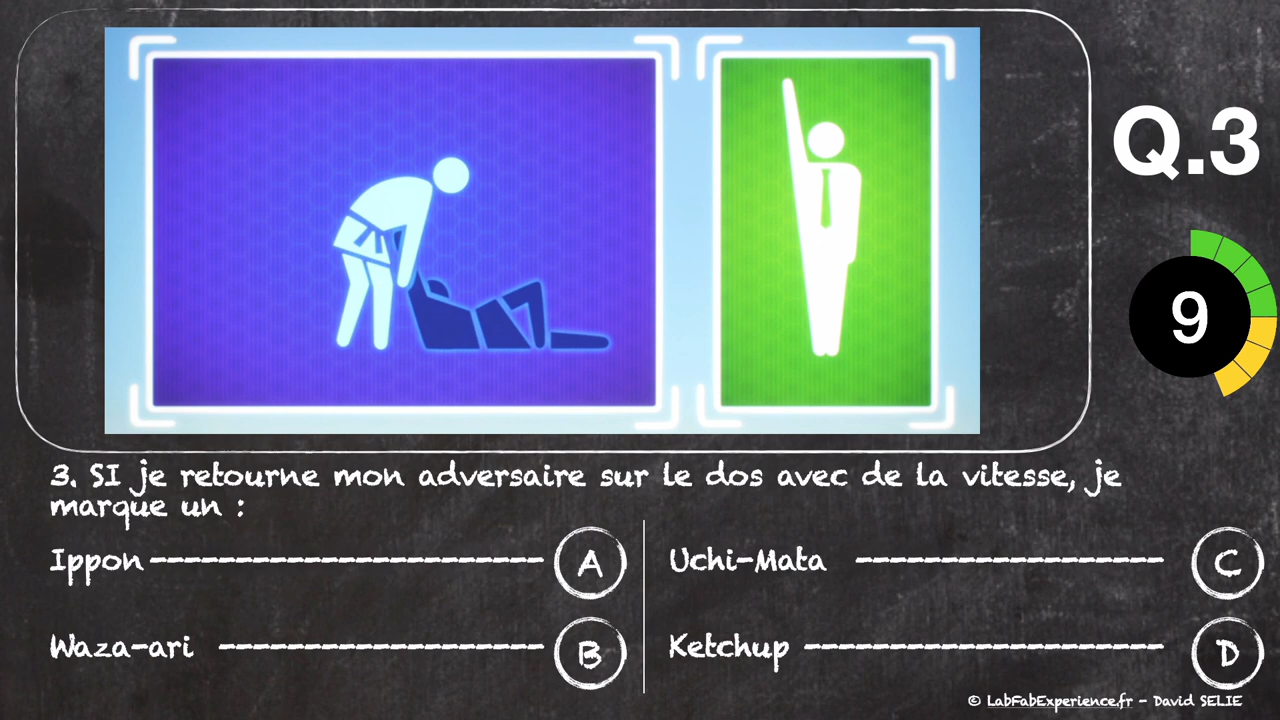 Q.3
9
3. SI je retourne mon adversaire sur le dos avec de la vitesse, je
marque un :
Ippon -------------------- A
Uchi-Mata ---------------- C
Waza-ari ----------------- B
Ketchup ------------------ D
© LabFabExperience.fr - David SELIE